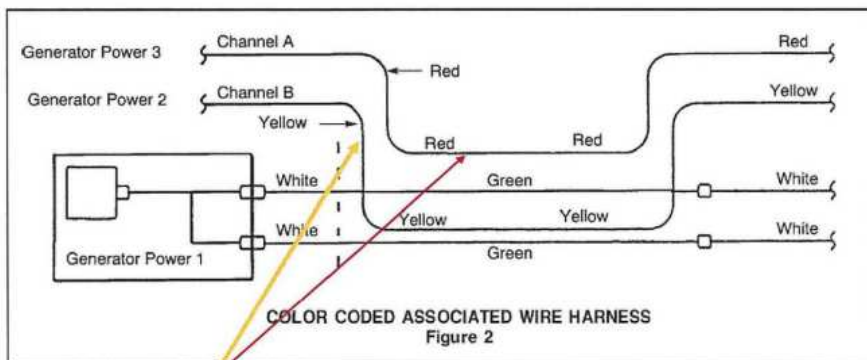 Generator Power 3
Channel A
Red
Red
Generator Power 2
Channel B
Yellow
Yellow
Red
Red
White
Green
White
Yellow
Yellow
White
White
Generator Power 1
Green
COLOR CODED ASSOCIATED WIRE HARNESS
Figure 2